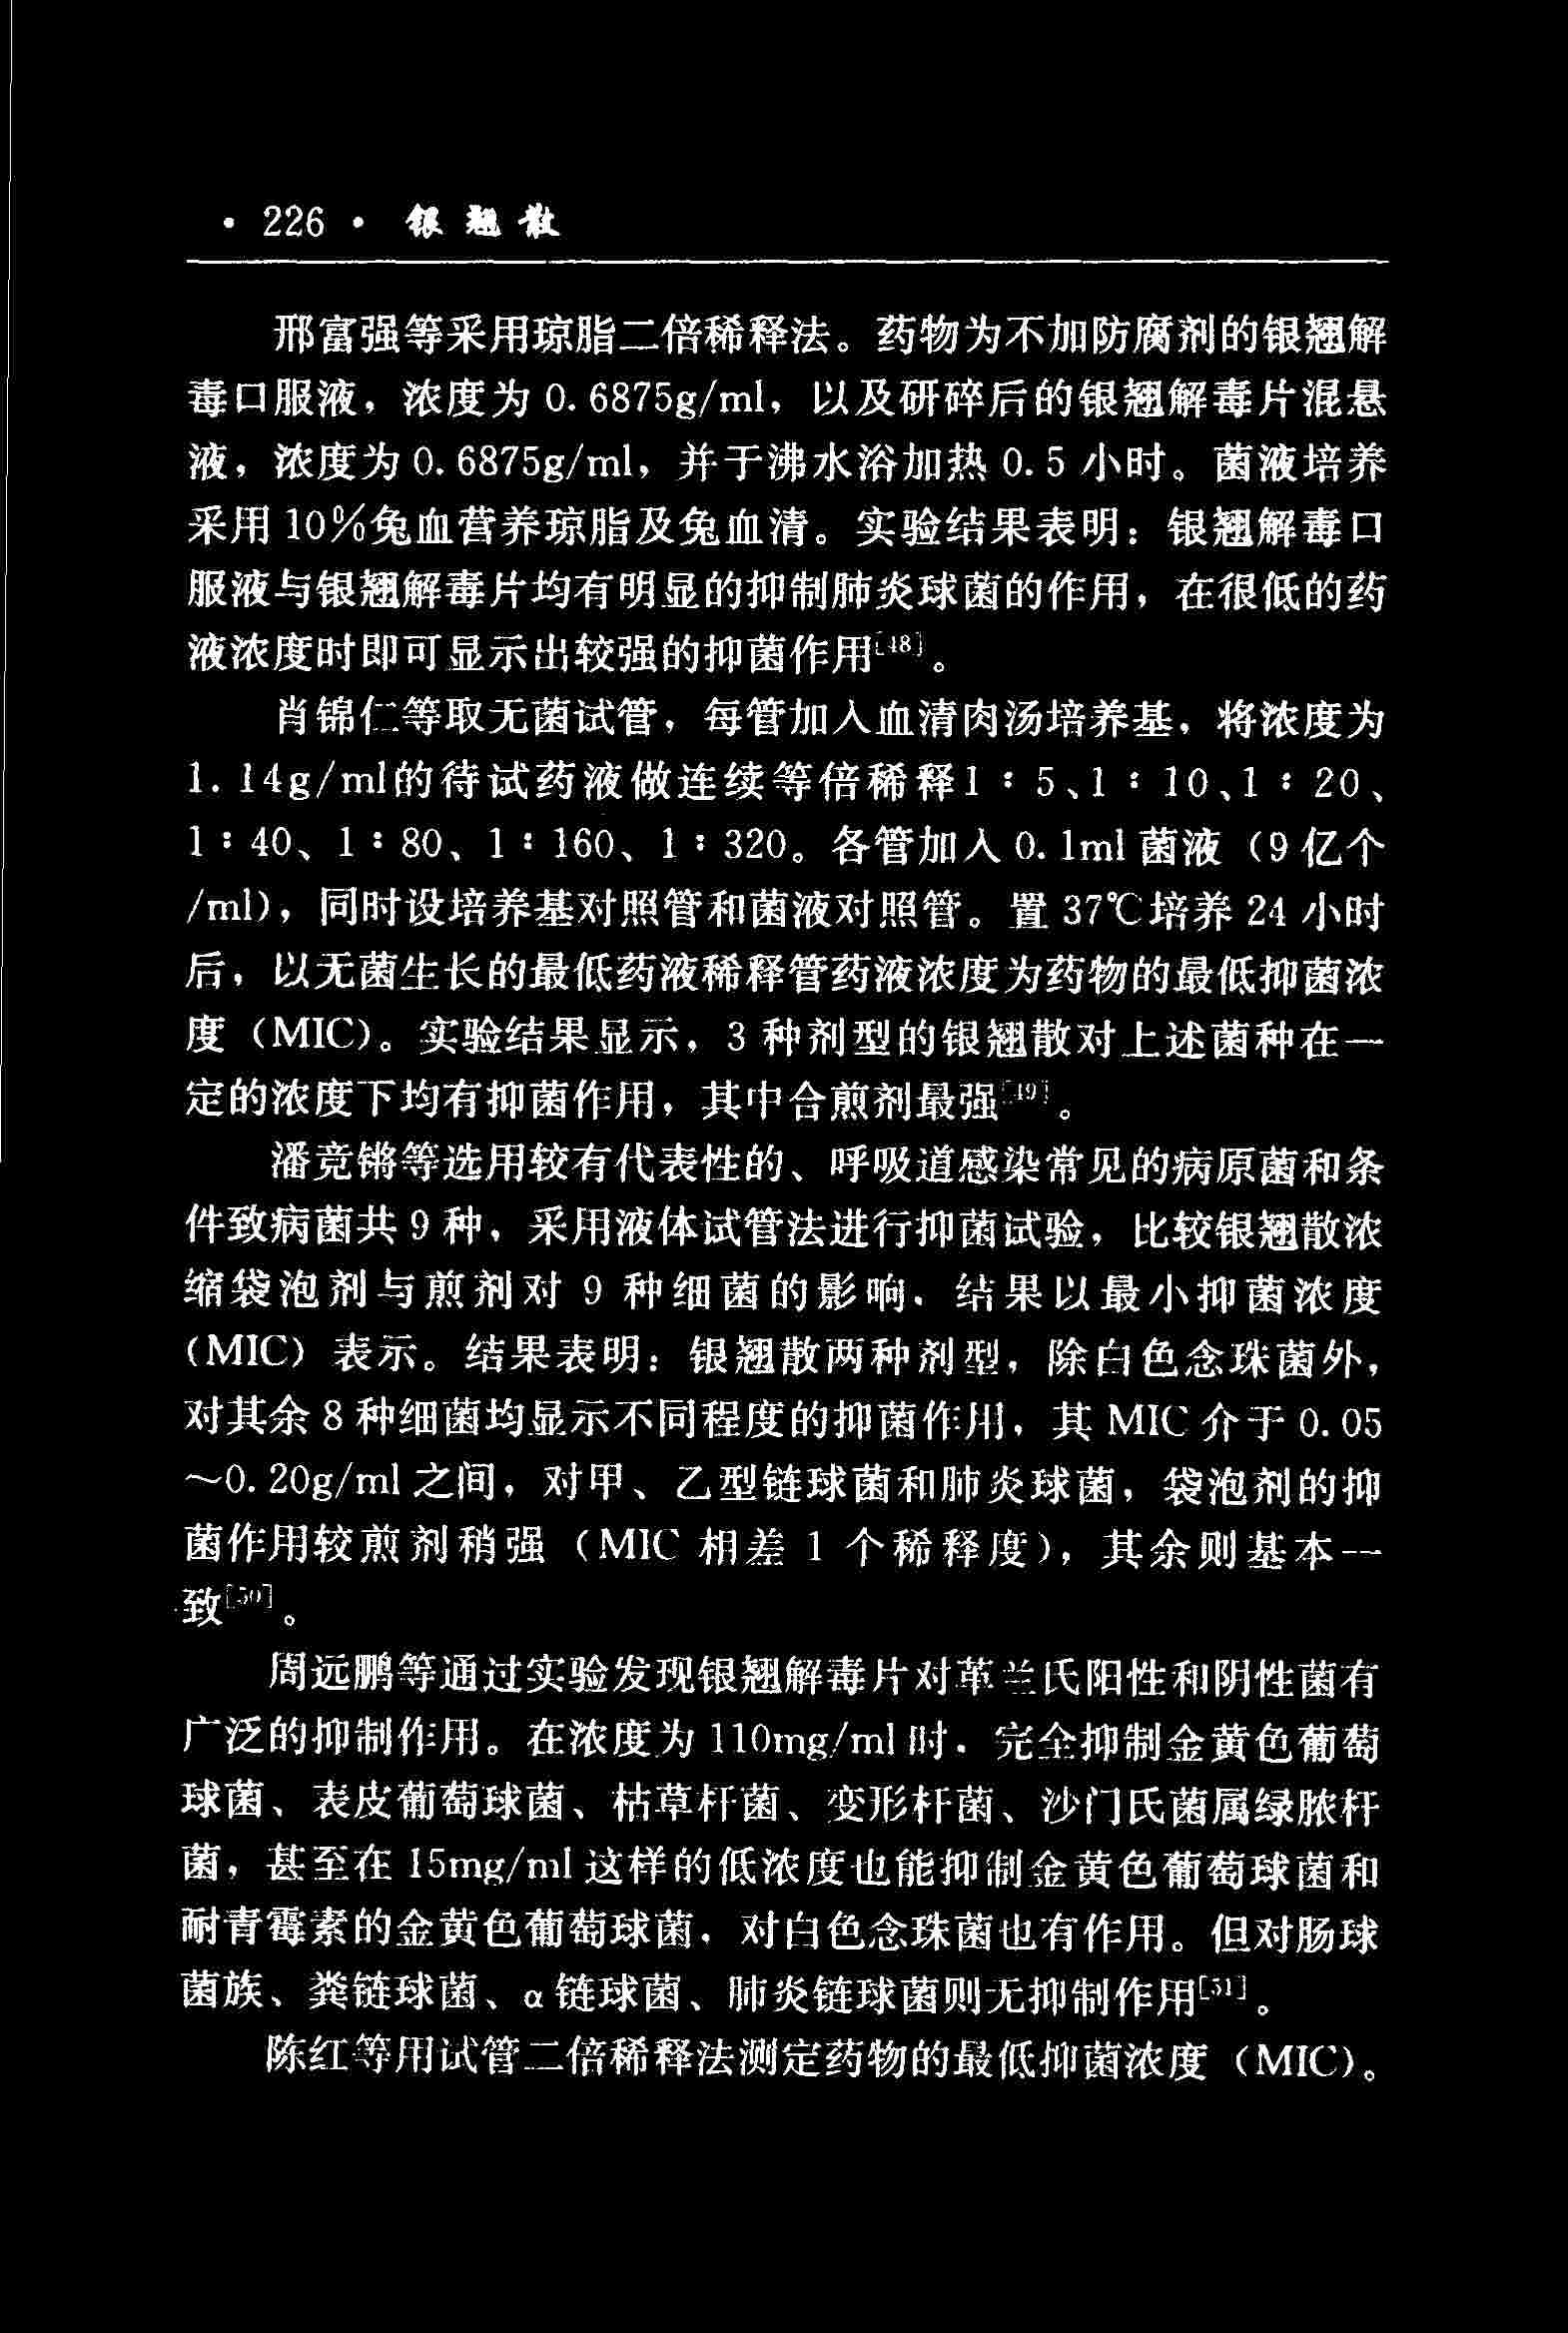 · 226 · 银翘散
邢富强等采用琼脂二倍稀释法。药物为不加防腐剂的银翘解
毒口服液，浓度为 0.6875g/ml，以及研碎后的银翘解毒片混悬
液，浓度为 0.6875g/ml，并于沸水浴加热 0.5 小时。菌液培养
采用 10%兔血营养琼脂及兔血清。实验结果表明：银翘解毒口
服液与银翘解毒片均有明显的抑制肺炎球菌的作用，在很低的药
液浓度时即可显示出较强的抑菌作用[48]。
肖锦仁等取无菌试管，每管加入血清肉汤培养基，将浓度为
1.14g/ml的待试药液做连续等倍稀释1：5、1：10、1：20、
1：40、1：80、1：160、1：320。各管加入 0.1ml 菌液（9 亿个
/ml），同时设培养基对照管和菌液对照管。置 37℃培养 24 小时
后，以无菌生长的最低药液稀释管药液浓度为药物的最低抑菌浓
度（MIC）。实验结果显示，3 种剂型的银翘散对上述菌种在一
定的浓度下均有抑菌作用，其中合煎剂最强[49]。
潘竞锵等选用较有代表性的、呼吸道感染常见的病原菌和条
件致病菌共 9 种，采用液体试管法进行抑菌试验，比较银翘散浓
缩袋泡剂与煎剂对 9 种细菌的影响，结果以最小抑菌浓度
（MIC）表示。结果表明：银翘散两种剂型，除白色念珠菌外，
对其余 8 种细菌均显示不同程度的抑菌作用，其 MIC 介于 0.05
～0.20g/ml 之间，对甲、乙型链球菌和肺炎球菌，袋泡剂的抑
菌作用较煎剂稍强（MIC 相差 1 个稀释度），其余则基本一
致[50]。
周远鹏等通过实验发现银翘解毒片对革兰氏阳性和阴性菌有
广泛的抑制作用。在浓度为 110mg/ml 时，完全抑制金黄色葡萄
球菌、表皮葡萄球菌、枯草杆菌、变形杆菌、沙门氏菌属绿脓杆
菌，甚至在 15mg/ml 这样的低浓度也能抑制金黄色葡萄球菌和
耐青霉素的金黄色葡萄球菌，对白色念珠菌也有作用。但对肠球
菌族、粪链球菌、α 链球菌、肺炎链球菌则无抑制作用[51]。
陈红等用试管二倍稀释法测定药物的最低抑菌浓度（MIC）。